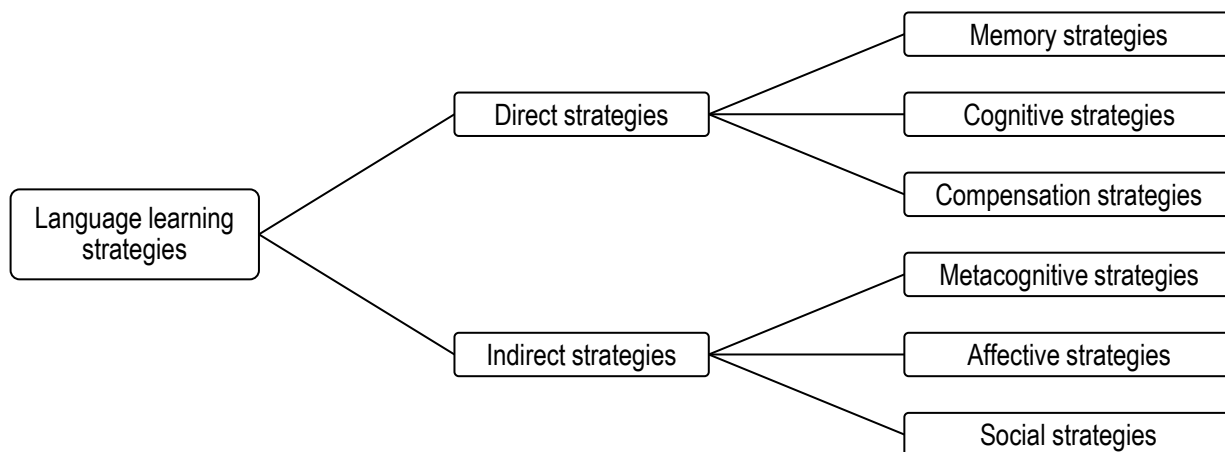 Language learning
strategies
Direct strategies
Memory strategies
Cognitive strategies
Compensation strategies
Indirect strategies
Metacognitive strategies
Affective strategies
Social strategies